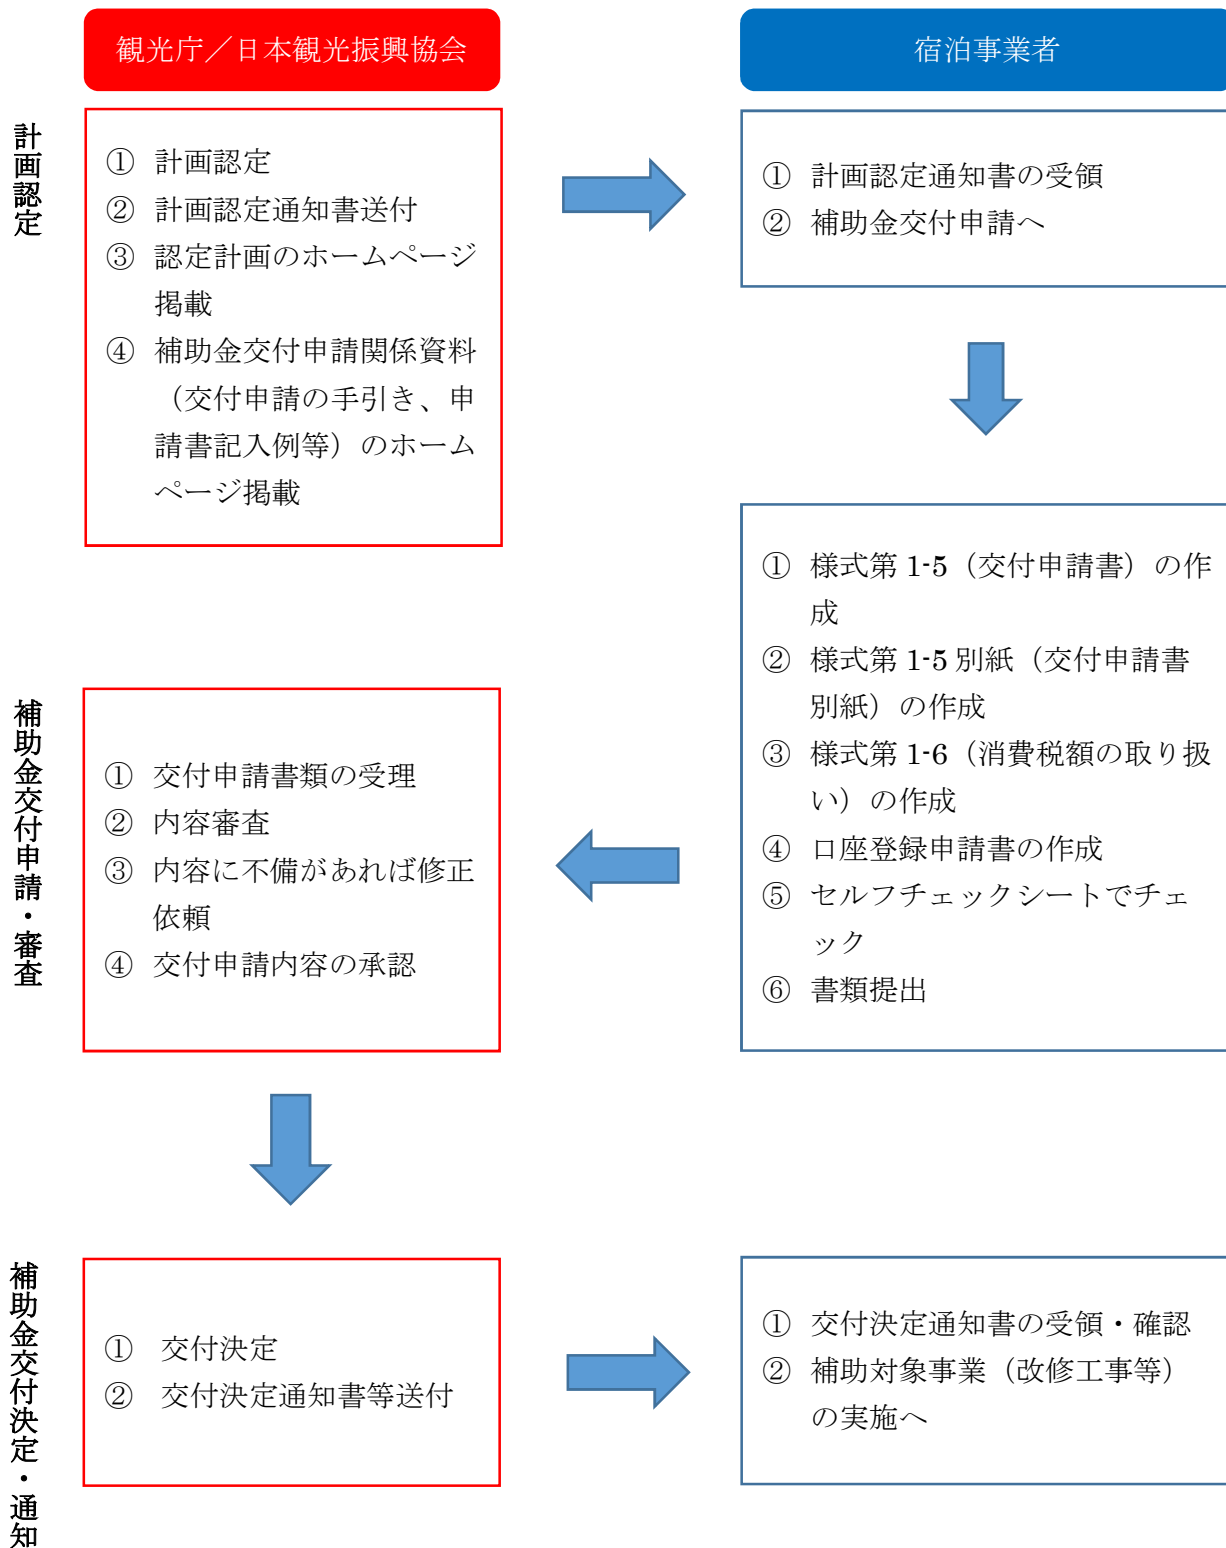 観光庁／日本観光振興協会
宿泊事業者
計画認定
① 計画認定
② 計画認定通知書送付
③ 認定計画のホームページ
掲載
④ 補助金交付申請関係資料
（交付申請の手引き、申
請書記入例等）のホーム
ページ掲載
① 計画認定通知書の受領
② 補助金交付申請へ
① 様式第 1-5（交付申請書）の作
成
② 様式第 1-5 別紙（交付申請書
別紙）の作成
③ 様式第 1-6（消費税額の取り扱
い）の作成
④ 口座登録申請書の作成
⑤ セルフチェックシートでチェ
ック
⑥ 書類提出
補助金交付申請・審査
① 交付申請書類の受理
② 内容審査
③ 内容に不備があれば修正
依頼
④ 交付申請内容の承認
補助金交付決定・通知
① 交付決定
② 交付決定通知書等送付
① 交付決定通知書の受領・確認
② 補助対象事業（改修工事等）
の実施へ